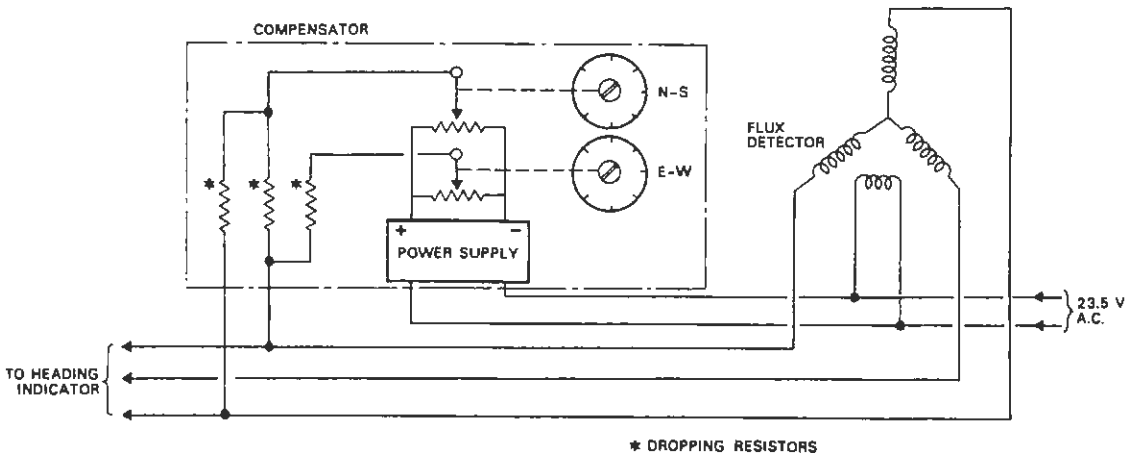 COMPENSATOR
N-S
E-W
* * *
+ −
POWER SUPPLY
FLUX
DETECTOR
23.5 V
A.C.
TO HEADING
INDICATOR
* DROPPING RESISTORS